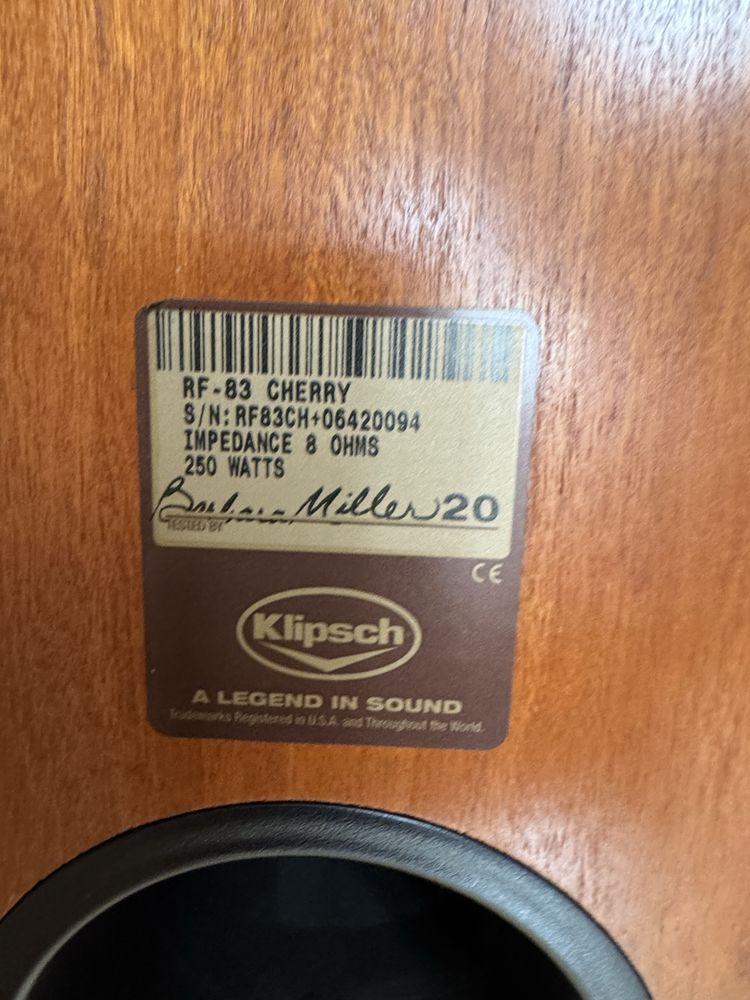 RF-83 CHERRY
S/N:RF83CH+06420094
IMPEDANCE 8 OHMS
250 WATTS
Barbara Miller 20
TESTED BY
CE
Klipsch
A LEGEND IN SOUND
Trademarks Registered in U.S.A. and Throughout the World.